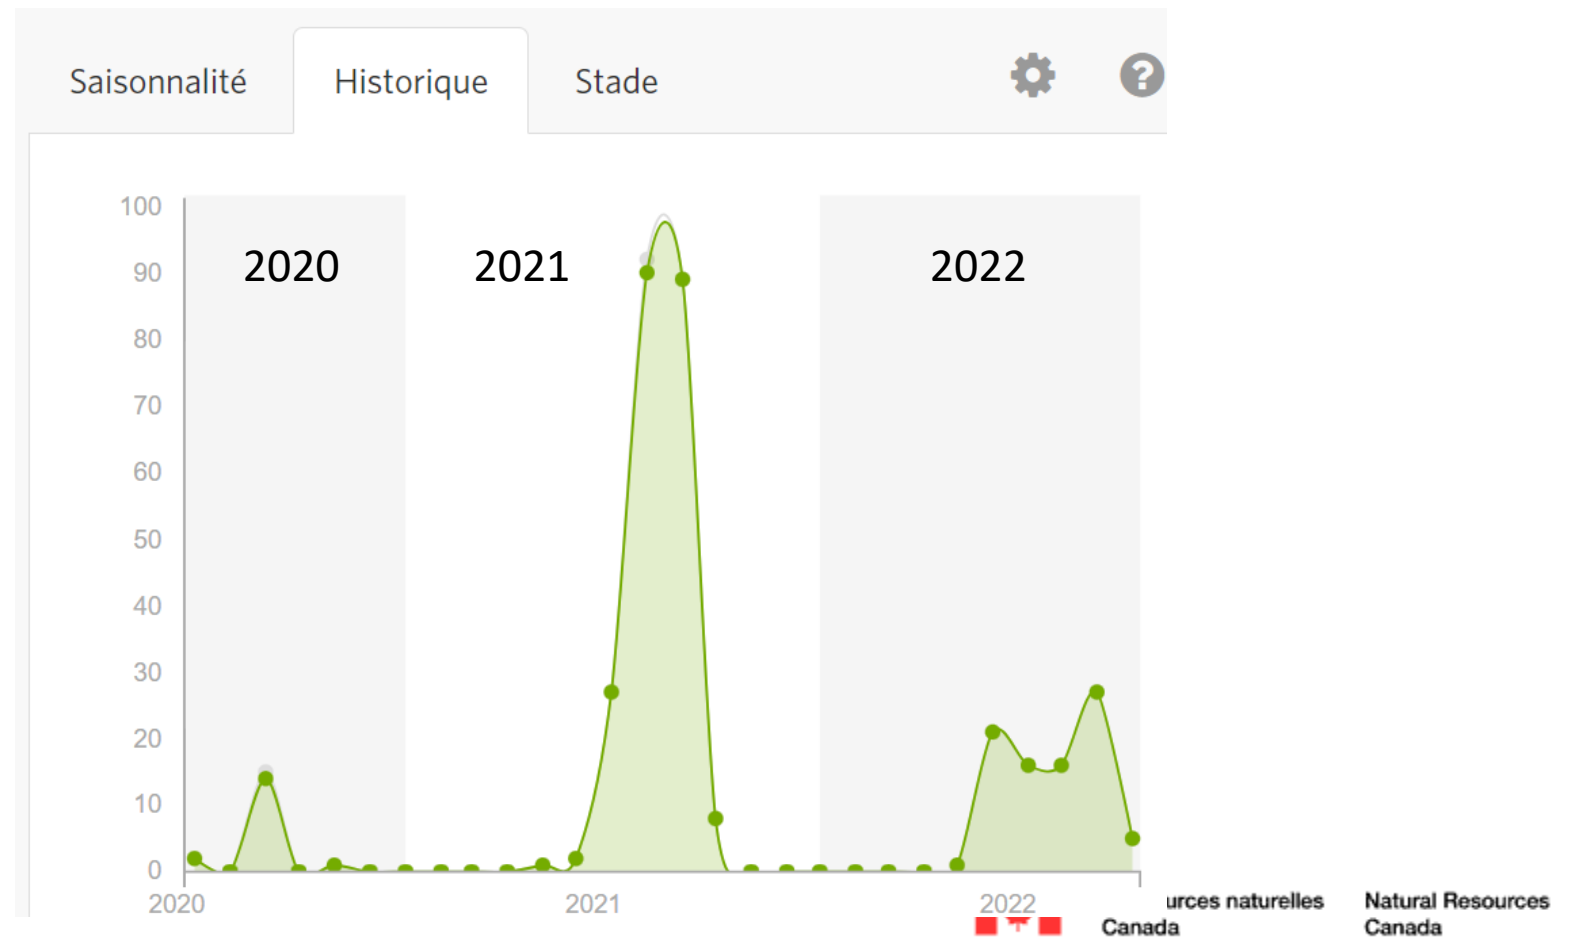 Saisonnalité Historique Stade
100
90
80
70
60
50
40
30
20
10
0
2020 2021 2022
2020 2021 2022
urces naturelles
Canada
Natural Resources
Canada